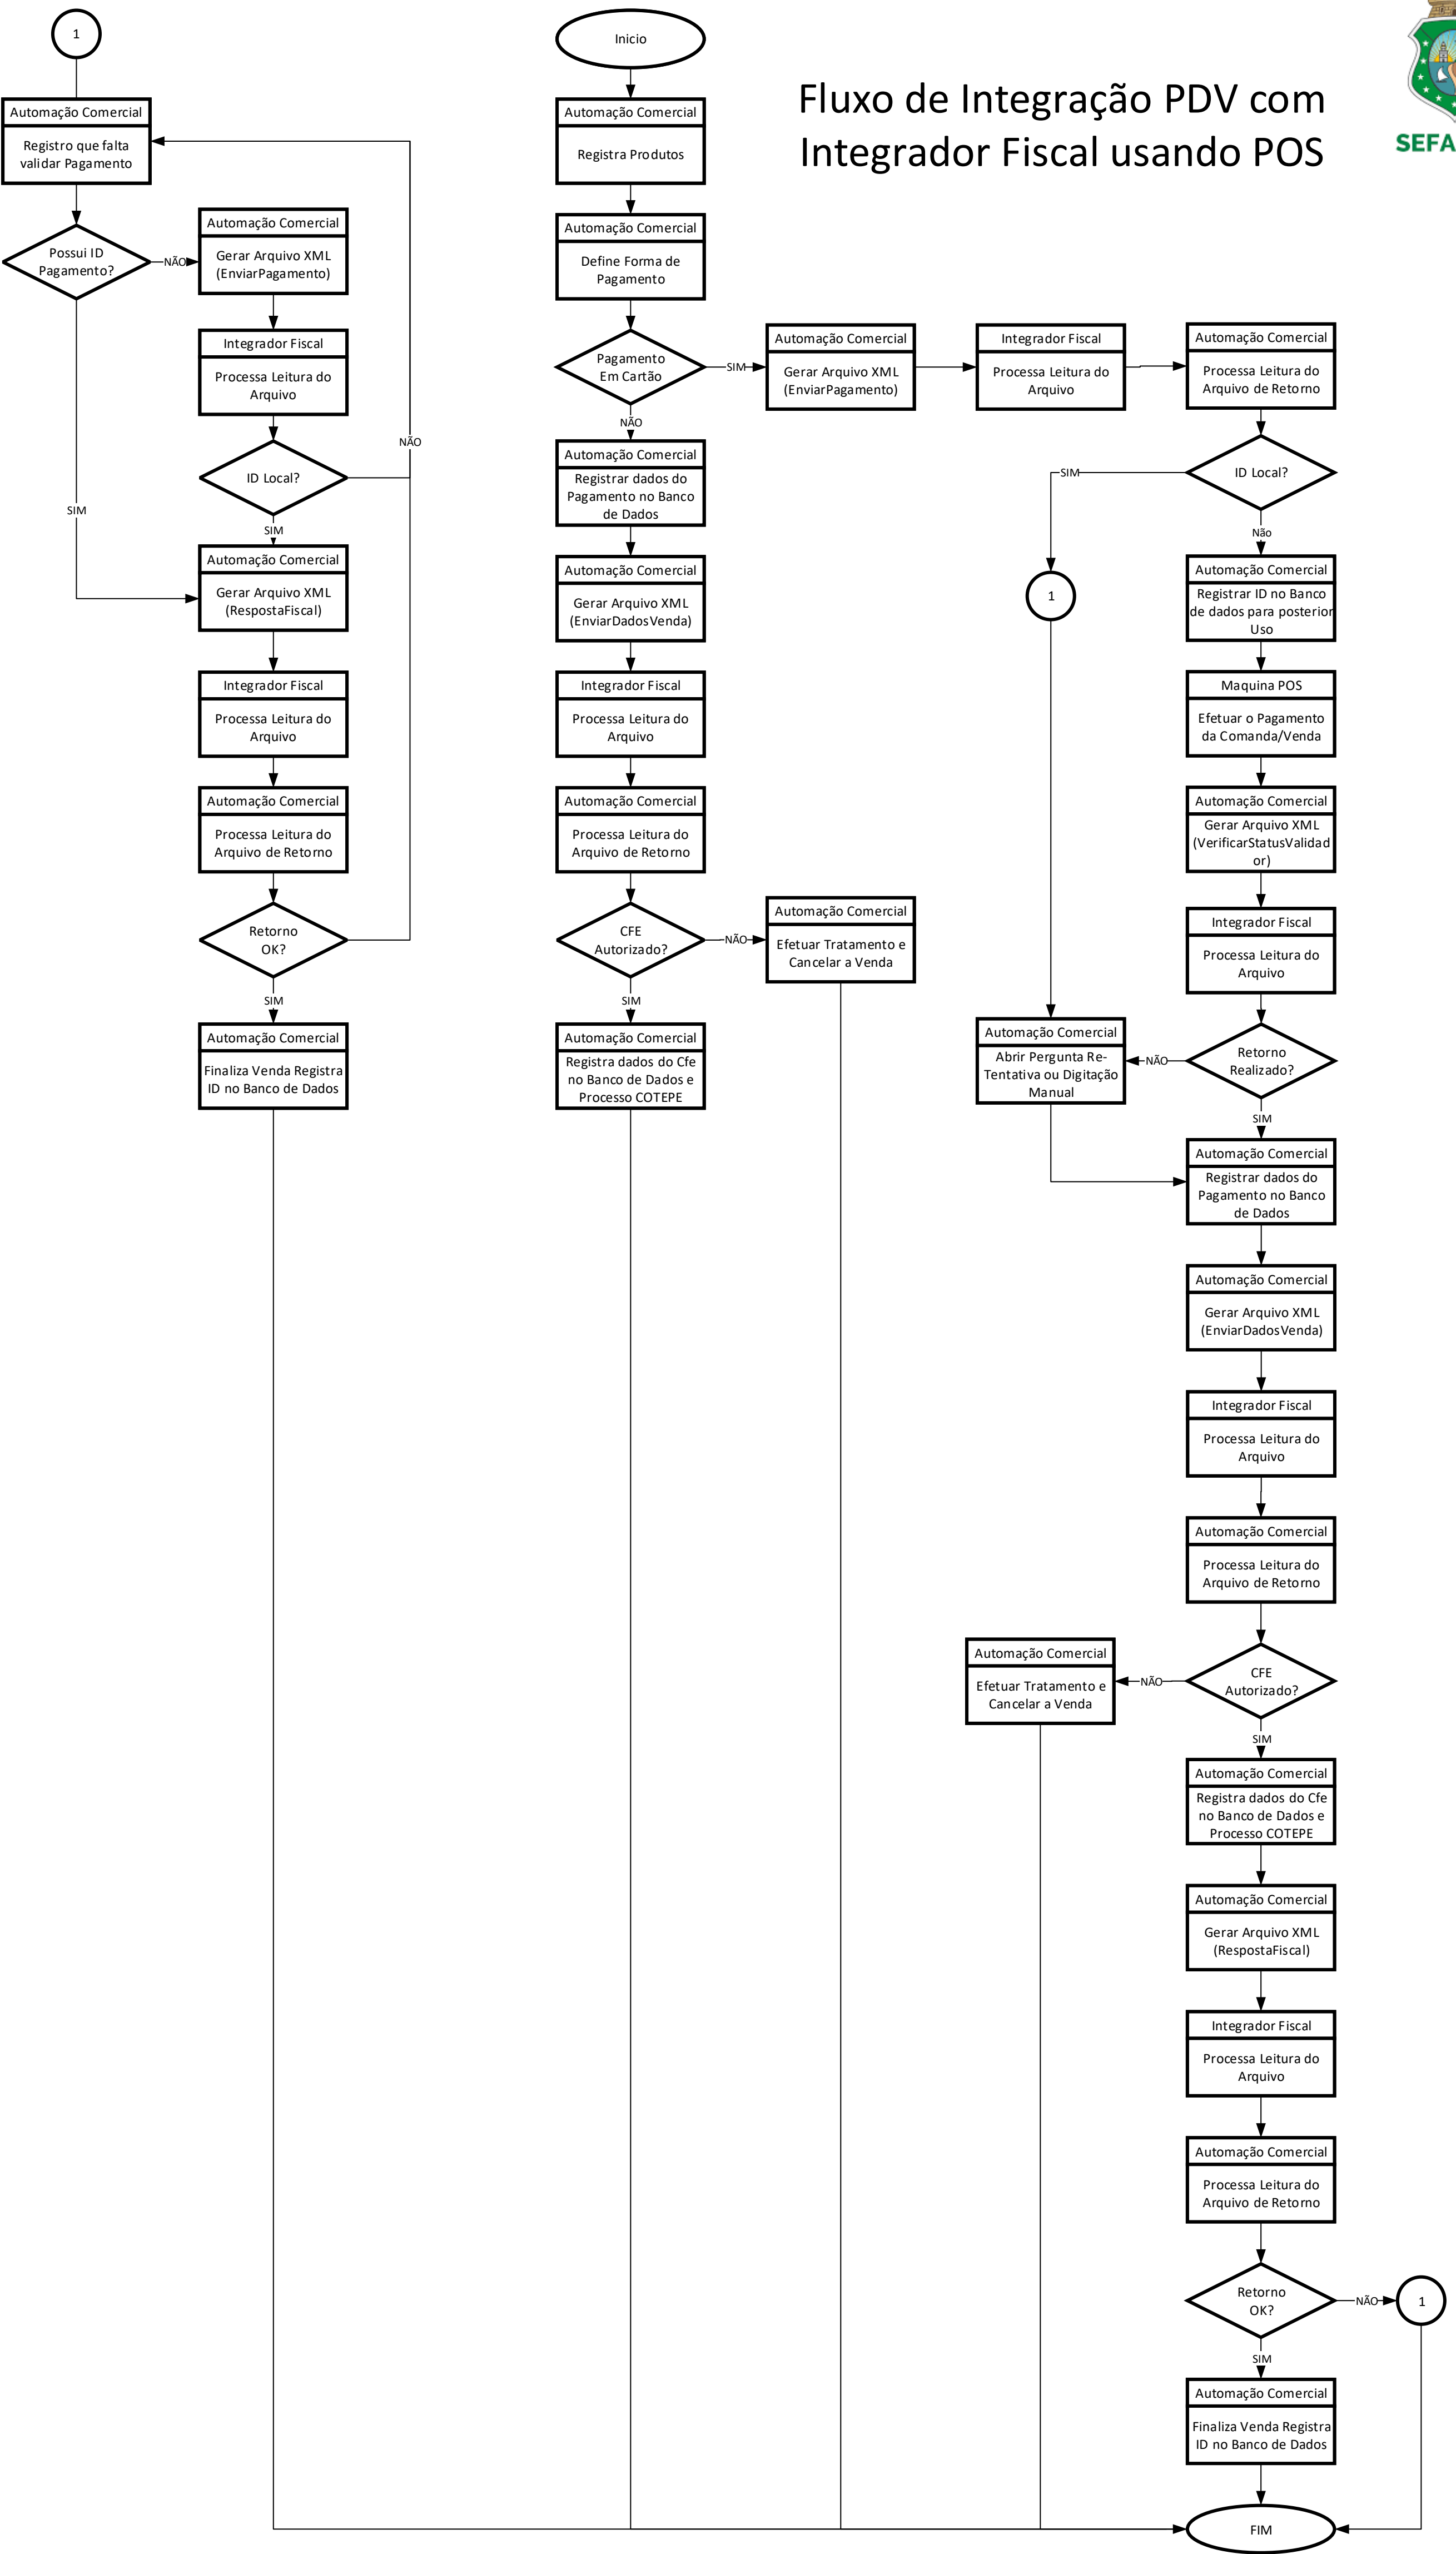 Fluxo de Integração PDV com
Integrador Fiscal usando POS
1
Automação Comercial
Registro que falta
validar Pagamento
Possui ID
Pagamento?
NÃO
SIM
Automação Comercial
Gerar Arquivo XML
(EnviarPagamento)
Integrador Fiscal
Processa Leitura do
Arquivo
ID Local?
NÃO
SIM
Automação Comercial
Gerar Arquivo XML
(RespostaFiscal)
Integrador Fiscal
Processa Leitura do
Arquivo
Automação Comercial
Processa Leitura do
Arquivo de Retorno
Retorno
OK?
SIM
Automação Comercial
Finaliza Venda Registra
ID no Banco de Dados
Inicio
Automação Comercial
Registra Produtos
Automação Comercial
Define Forma de
Pagamento
Pagamento
Em Cartão
SIM
NÃO
Automação Comercial
Registrar dados do
Pagamento no Banco
de Dados
Automação Comercial
Gerar Arquivo XML
(EnviarDadosVenda)
Integrador Fiscal
Processa Leitura do
Arquivo
Automação Comercial
Processa Leitura do
Arquivo de Retorno
CFE
Autorizado?
NÃO
Automação Comercial
Efetuar Tratamento e
Cancelar a Venda
SIM
Automação Comercial
Registra dados do Cfe
no Banco de Dados e
Processo COTEPE
Automação Comercial
Gerar Arquivo XML
(EnviarPagamento)
Integrador Fiscal
Processa Leitura do
Arquivo
Automação Comercial
Processa Leitura do
Arquivo de Retorno
ID Local?
SIM
1
Não
Automação Comercial
Registrar ID no Banco
de dados para posterior
Uso
Maquina POS
Efetuar o Pagamento
da Comanda/Venda
Automação Comercial
Gerar Arquivo XML
(VerificarStatusValidad
or)
Integrador Fiscal
Processa Leitura do
Arquivo
Retorno
Realizado?
NÃO
Automação Comercial
Abrir Pergunta Re-
Tentativa ou Digitação
Manual
SIM
Automação Comercial
Registrar dados do
Pagamento no Banco
de Dados
Automação Comercial
Gerar Arquivo XML
(EnviarDadosVenda)
Integrador Fiscal
Processa Leitura do
Arquivo
Automação Comercial
Processa Leitura do
Arquivo de Retorno
CFE
Autorizado?
NÃO
Automação Comercial
Efetuar Tratamento e
Cancelar a Venda
SIM
Automação Comercial
Registra dados do Cfe
no Banco de Dados e
Processo COTEPE
Automação Comercial
Gerar Arquivo XML
(RespostaFiscal)
Integrador Fiscal
Processa Leitura do
Arquivo
Automação Comercial
Processa Leitura do
Arquivo de Retorno
Retorno
OK?
NÃO
1
SIM
Automação Comercial
Finaliza Venda Registra
ID no Banco de Dados
FIM
SEFA